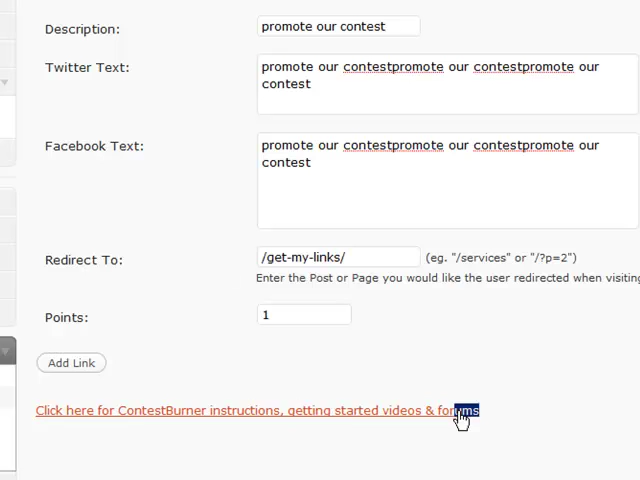 Description:
promote our contest
Twitter Text:
promote our contestpromote our contestpromote our
contest
Facebook Text:
promote our contestpromote our contestpromote our
contest
Redirect To:
/get-my-links/
(eg. "/services" or "/?p=2")
Enter the Post or Page you would like the user redirected when visiting
Points:
1
Add Link
Click here for ContestBurner instructions, getting started videos & forums